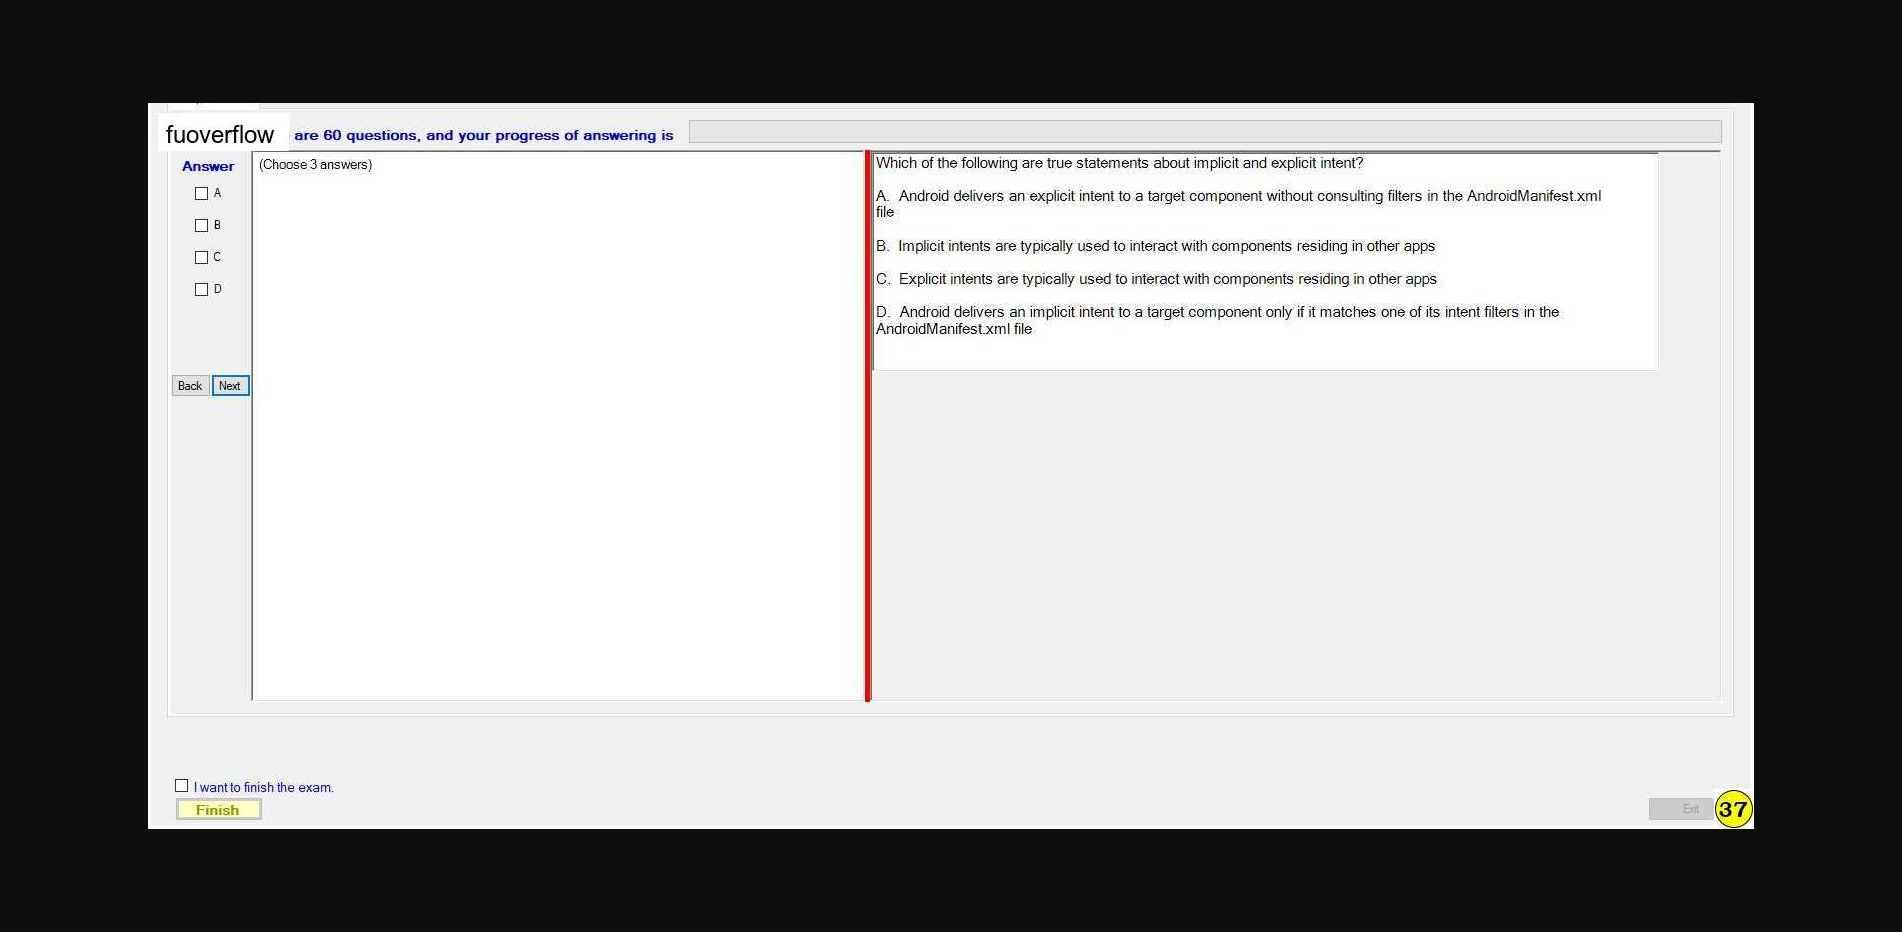 fuoverflow are 60 questions, and your progress of answering is
Answer
A
B
C
D
Back Next
(Choose 3 answers)
Which of the following are true statements about implicit and explicit intent?
A. Android delivers an explicit intent to a target component without consulting filters in the AndroidManifest.xml
file
B. Implicit intents are typically used to interact with components residing in other apps
C. Explicit intents are typically used to interact with components residing in other apps
D. Android delivers an implicit intent to a target component only if it matches one of its intent filters in the
AndroidManifest.xml file
I want to finish the exam.
Finish
Exit
37